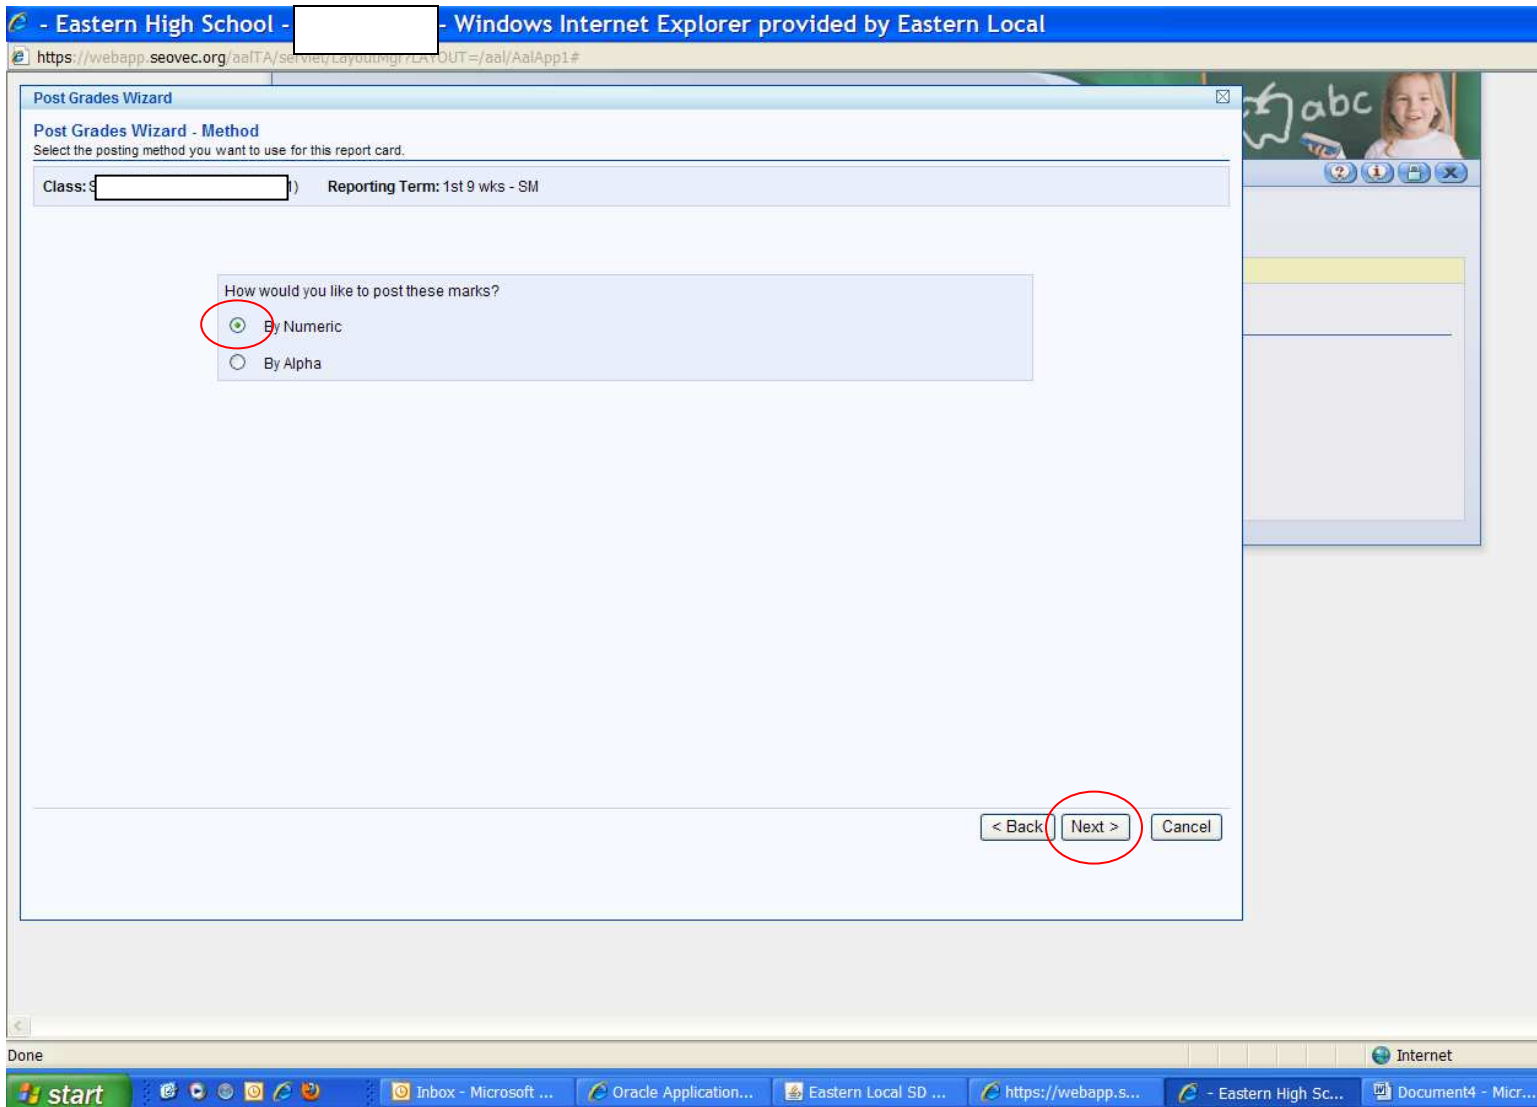 - Eastern High School - - Windows Internet Explorer provided by Eastern Local
https://webapp.seovec.org/aalTA/servlet/LayoutMgr?LAYOUT=/aal/AalApp1#
abc
Post Grades Wizard
Post Grades Wizard - Method
Select the posting method you want to use for this report card.
Class: S 1) Reporting Term: 1st 9 wks - SM
How would you like to post these marks?
By Numeric
By Alpha
< Back Next > Cancel
Done Internet
start Inbox - Microsoft ... Oracle Application... Eastern Local SD ... https://webapp.s... - Eastern High Sc... Document4 - Micr...